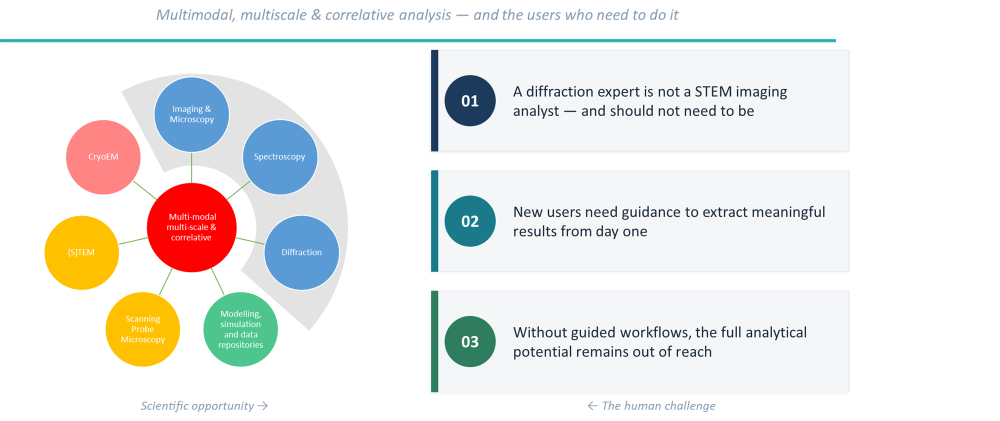 Multimodal, multiscale & correlative analysis — and the users who need to do it
Imaging &
Microscopy
Spectroscopy
CryoEM
Multi-modal
multi-scale &
correlative
Diffraction
(S)TEM
Scanning
Probe
Microscopy
Modelling,
simulation
and data
repositories
Scientific opportunity →
01
A diffraction expert is not a STEM imaging
analyst — and should not need to be
02
New users need guidance to extract meaningful
results from day one
03
Without guided workflows, the full analytical
potential remains out of reach
← The human challenge